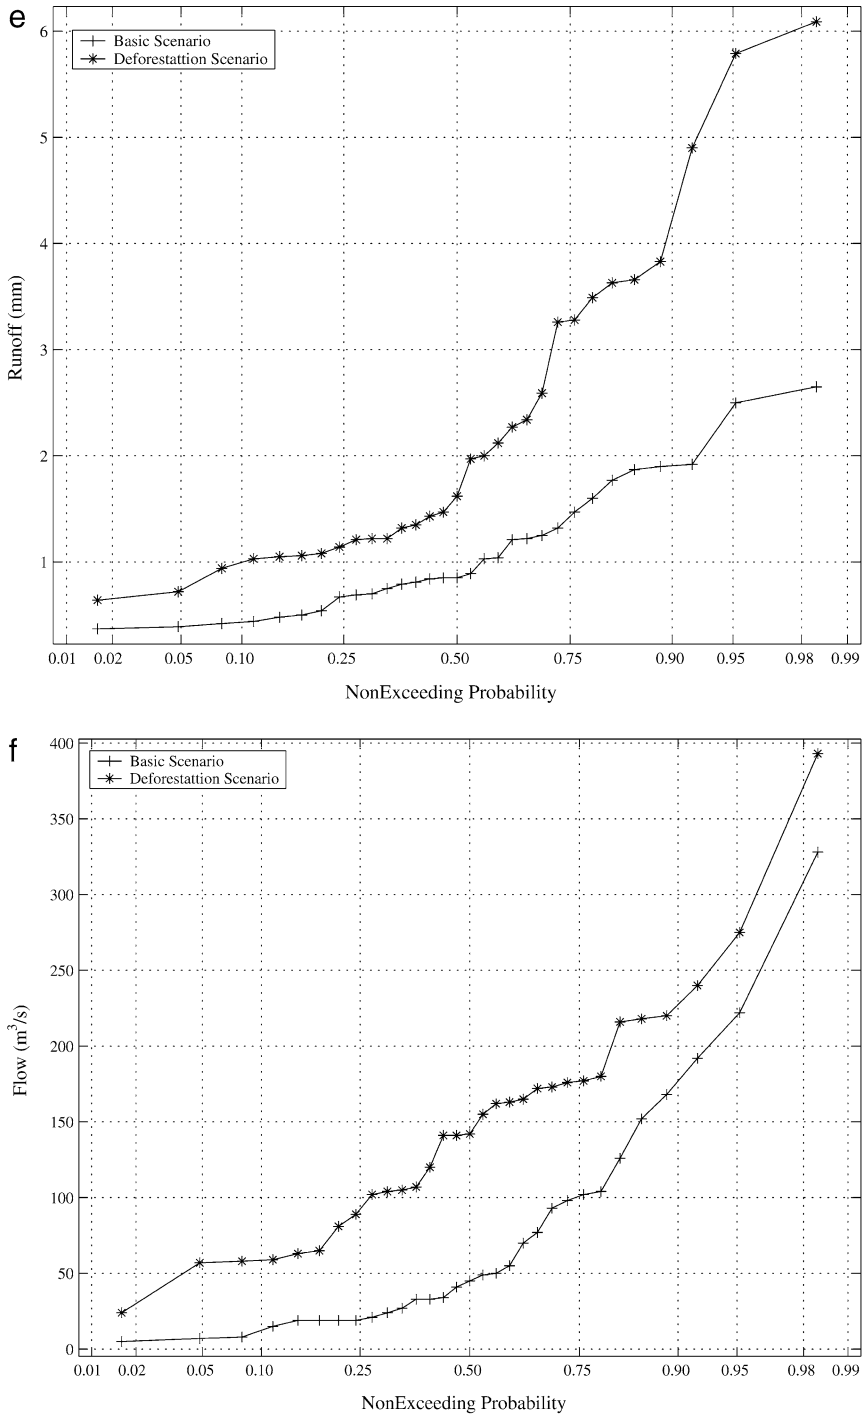 e
6
5
4
3
2
1
Runoff (mm)
Basic Scenario
Deforestattion Scenario
0.01 0.02 0.05 0.10 0.25 0.50 0.75 0.90 0.95 0.98 0.99
NonExceeding Probability
f
400
350
300
250
200
150
100
50
0
Flow (m³/s)
Basic Scenario
Deforestattion Scenario
0.01 0.02 0.05 0.10 0.25 0.50 0.75 0.90 0.95 0.98 0.99
NonExceeding Probability